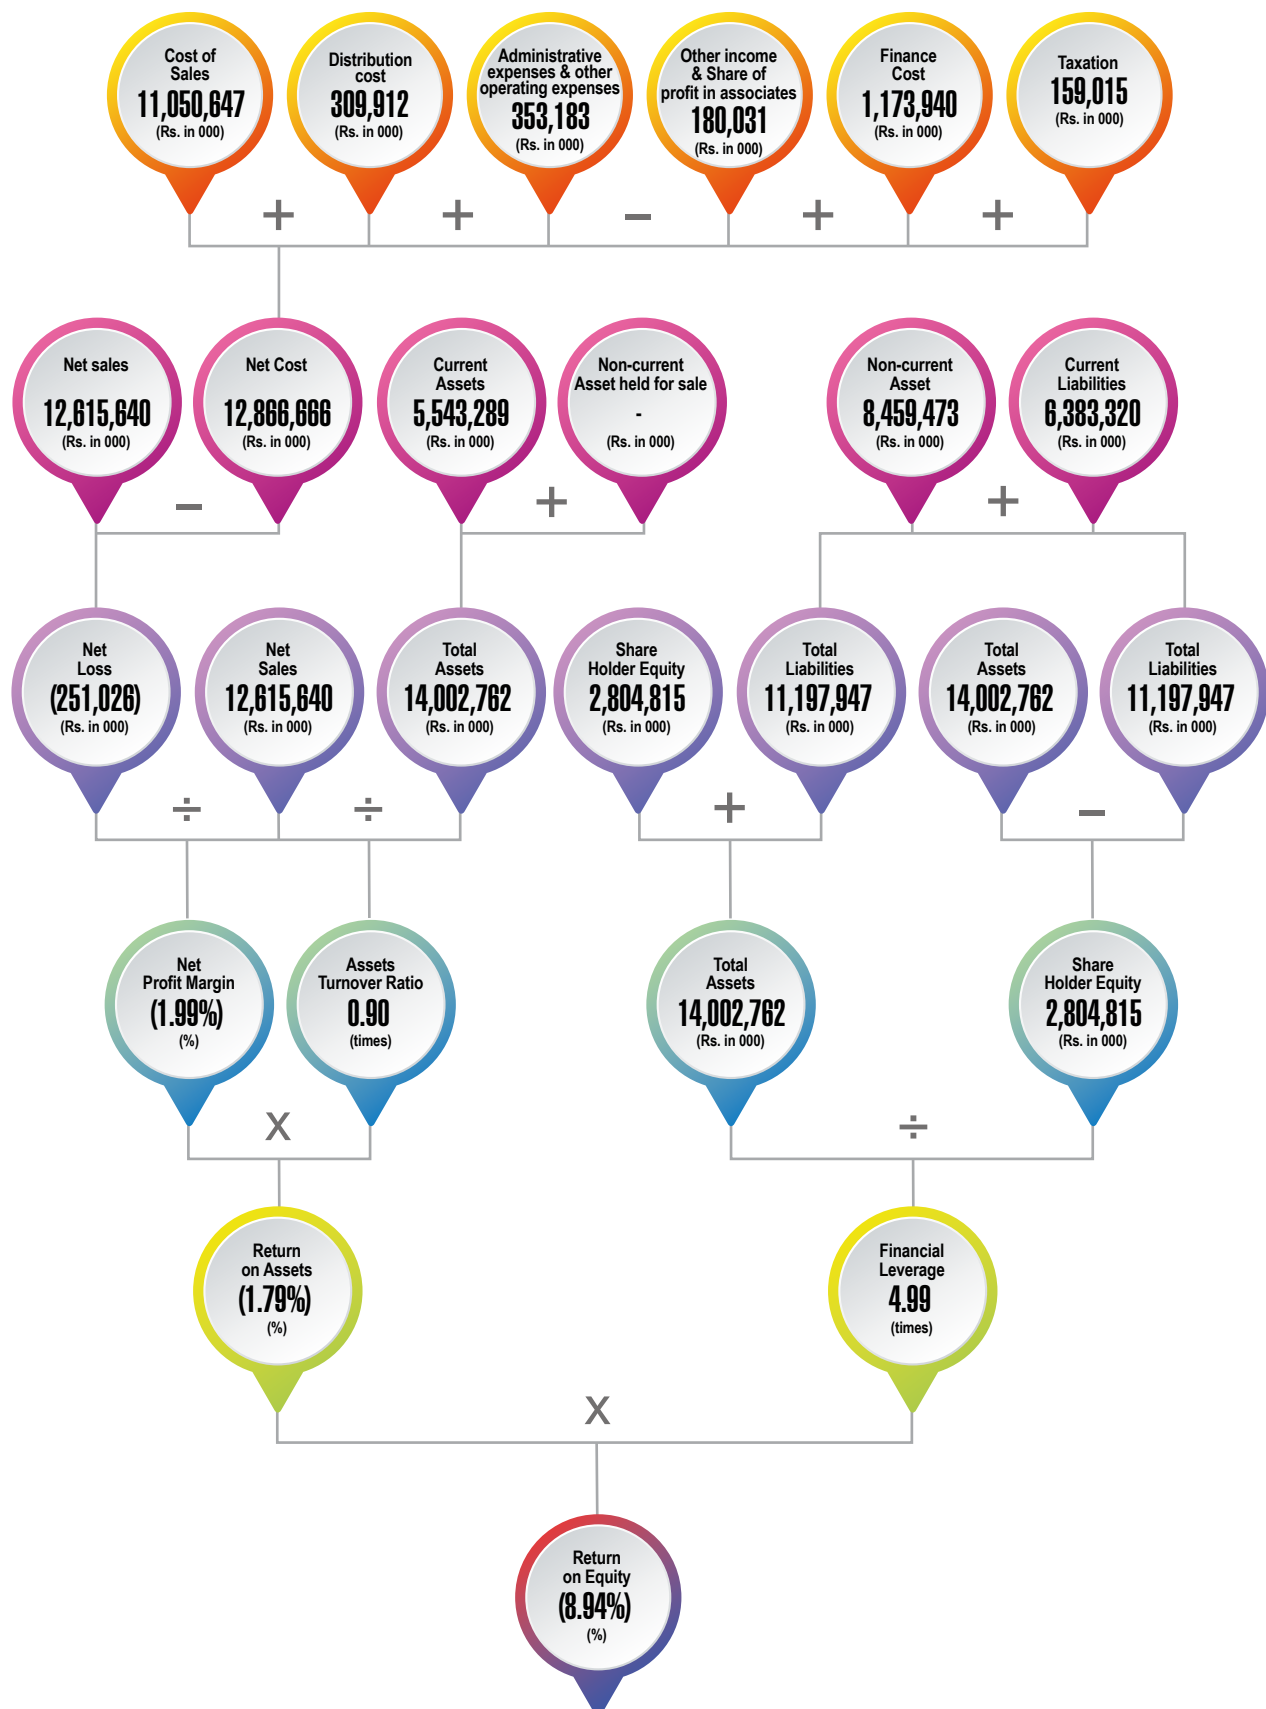 Cost of
Sales
11,050,647
(Rs. in 000)
Distribution
cost
309,912
(Rs. in 000)
Administrative
expenses & other
operating expenses
353,183
(Rs. in 000)
Other income
& Share of
profit in associates
180,031
(Rs. in 000)
Finance
Cost
1,173,940
(Rs. in 000)
Taxation
159,015
(Rs. in 000)
+
+
−
+
+
Net sales
12,615,640
(Rs. in 000)
Net Cost
12,866,666
(Rs. in 000)
Current
Assets
5,543,289
(Rs. in 000)
Non-current
Asset held for sale
-
(Rs. in 000)
Non-current
Asset
8,459,473
(Rs. in 000)
Current
Liabilities
6,383,320
(Rs. in 000)
−
+
+
Net
Loss
(251,026)
(Rs. in 000)
Net
Sales
12,615,640
(Rs. in 000)
Total
Assets
14,002,762
(Rs. in 000)
Share
Holder Equity
2,804,815
(Rs. in 000)
Total
Liabilities
11,197,947
(Rs. in 000)
Total
Assets
14,002,762
(Rs. in 000)
Total
Liabilities
11,197,947
(Rs. in 000)
÷
÷
+
−
Net
Profit Margin
(1.99%)
(%)
Assets
Turnover Ratio
0.90
(times)
Total
Assets
14,002,762
(Rs. in 000)
Share
Holder Equity
2,804,815
(Rs. in 000)
X
÷
Return
on Assets
(1.79%)
(%)
Financial
Leverage
4.99
(times)
X
Return
on Equity
(8.94%)
(%)